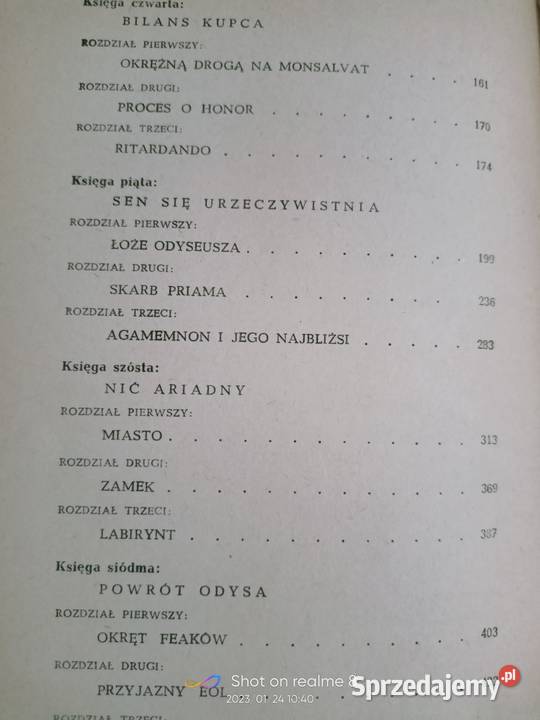 Księga czwarta:
BILANS KUPCA
ROZDZIAŁ PIERWSZY:
OKRĘŻNĄ DROGĄ NA MONSALVAT . . . . . 161
ROZDZIAŁ DRUGI:
PROCES O HONOR . . . . . . . . . . 170
ROZDZIAŁ TRZECI:
RITARDANDO . . . . . . . . . . . 174
Księga piąta:
SEN SIĘ URZECZYWISTNIA
ROZDZIAŁ PIERWSZY:
ŁOŻE ODYSEUSZA . . . . . . . . . . 199
ROZDZIAŁ DRUGI:
SKARB PRIAMA . . . . . . . . . . 236
ROZDZIAŁ TRZECI:
AGAMEMNON I JEGO NAJBLIŻSI . . . . . 283
Księga szósta:
NIĆ ARIADNY
ROZDZIAŁ PIERWSZY:
MIASTO . . . . . . . . . . . . . 313
ROZDZIAŁ DRUGI:
ZAMEK . . . . . . . . . . . . . 369
ROZDZIAŁ TRZECI:
LABIRYNT . . . . . . . . . . . . 387
Księga siódma:
POWRÓT ODYSA
ROZDZIAŁ PIERWSZY:
OKRĘT FEAKÓW . . . . . . . . . . 403
ROZDZIAŁ DRUGI:
PRZYJAZNY EOL . . . . . . . . . .
ROZDZIAŁ TRZECI:
Shot on realme 8
2023/01/24 10:40
Sprzedajemy.pl